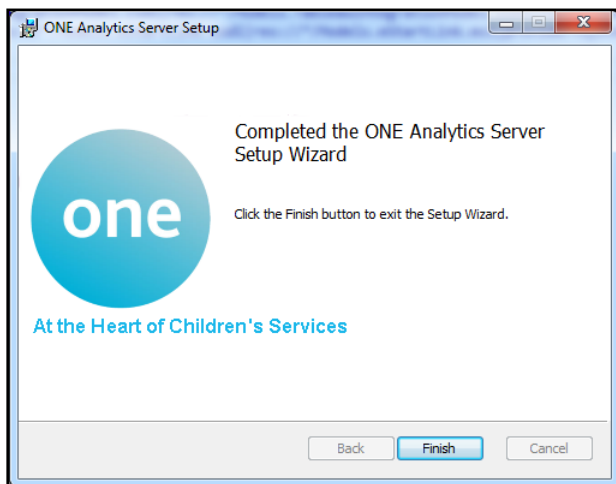 ONE Analytics Server Setup
Completed the ONE Analytics Server
Setup Wizard
one
Click the Finish button to exit the Setup Wizard.
At the Heart of Children's Services
Back
Finish
Cancel